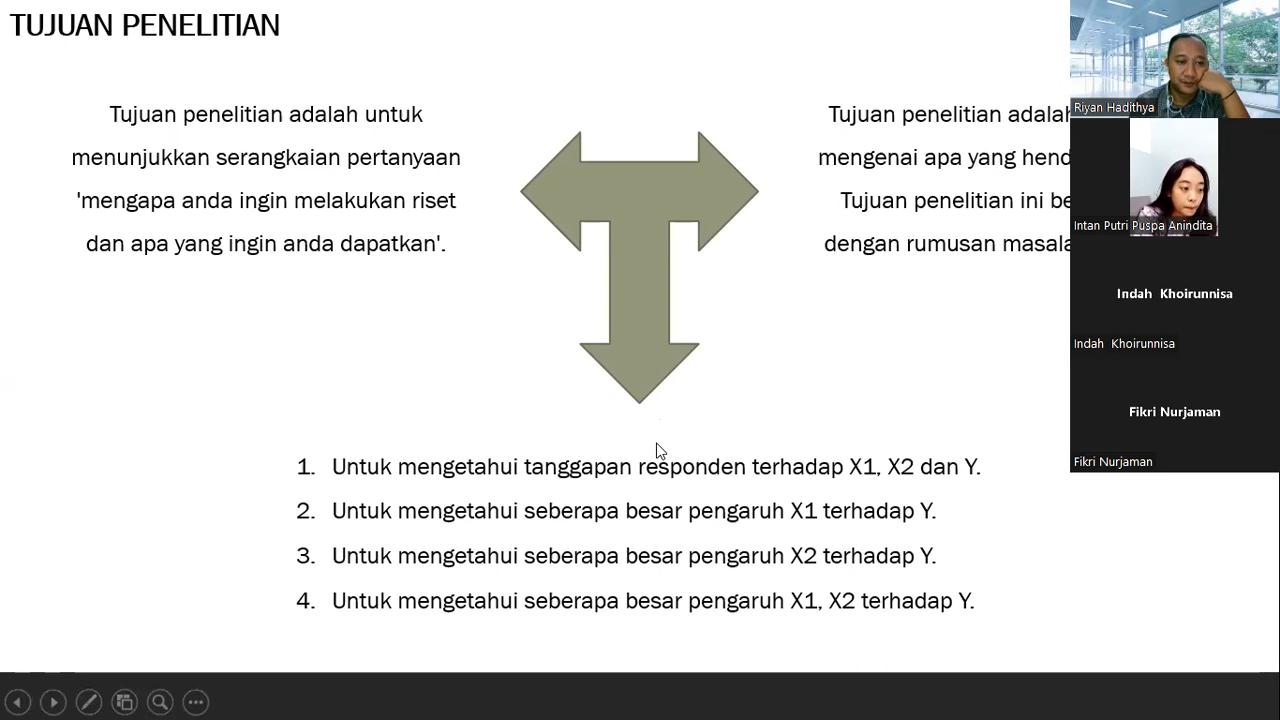 TUJUAN PENELITIAN
Tujuan penelitian adalah untuk
menunjukkan serangkaian pertanyaan
'mengapa anda ingin melakukan riset
dan apa yang ingin anda dapatkan'.
Tujuan penelitian adalah
mengenai apa yang
Tujuan penelitian ini
dengan rumusan
1. Untuk mengetahui tanggapan responden terhadap X1, X2 dan Y.
2. Untuk mengetahui seberapa besar pengaruh X1 terhadap Y.
3. Untuk mengetahui seberapa besar pengaruh X2 terhadap Y.
4. Untuk mengetahui seberapa besar pengaruh X1, X2 terhadap Y.
Riyan Hadithya
Intan Putri Puspa Anindita
Indah Khoirunnisa
Indah Khoirunnisa
Fikri Nurjaman
Fikri Nurjaman